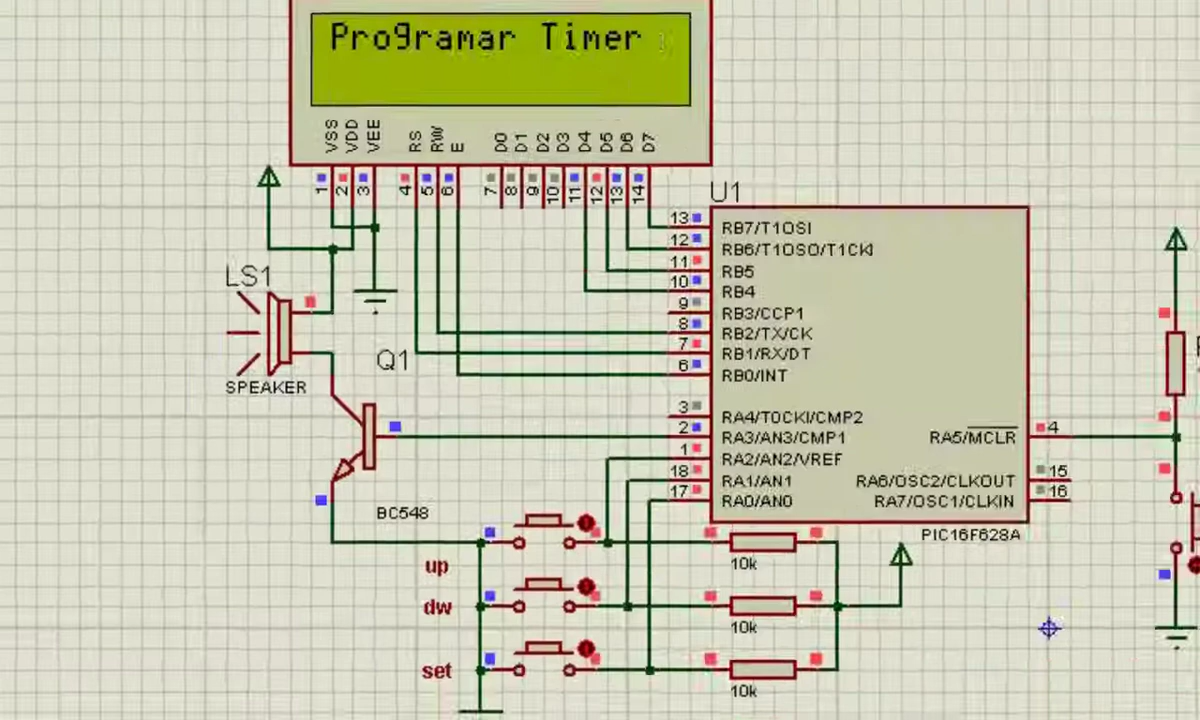 Programar Timer
VSS
VDD
VEE
RS
RW
E
D0
D1
D2
D3
D4
D5
D6
D7
1
2
3
4
5
6
7
8
9
10
11
12
13
14
U1
13 RB7/T1OSI
12 RB6/T1OSO/T1CKI
11 RB5
10 RB4
9 RB3/CCP1
8 RB2/TX/CK
7 RB1/RX/DT
6 RB0/INT
3 RA4/T0CKI/CMP2
2 RA3/AN3/CMP1
1 RA2/AN2/VREF
18 RA1/AN1
17 RA0/AN0
RA5/MCLR 4
RA6/OSC2/CLKOUT 15
RA7/OSC1/CLKIN 16
PIC16F628A
LS1
SPEAKER
Q1
BC548
up
dw
set
10k
10k
10k